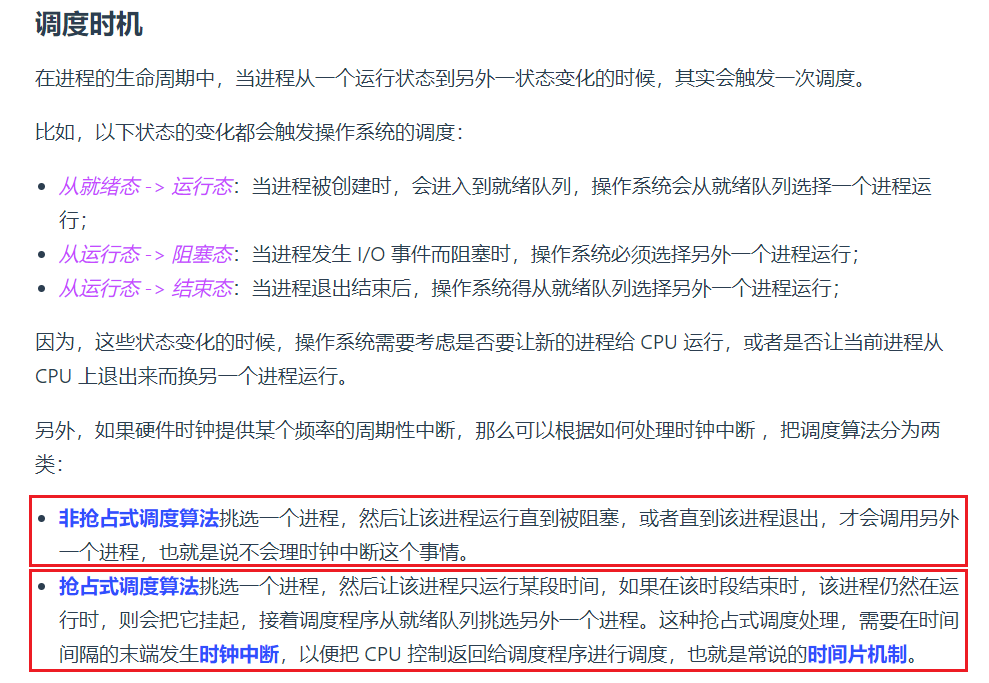 调度时机
在进程的生命周期中，当进程从一个运行状态到另外一状态变化的时候，其实会触发一次调度。
比如，以下状态的变化都会触发操作系统的调度：
• 从就绪态 -> 运行态：当进程被创建时，会进入到就绪队列，操作系统会从就绪队列选择一个进程运
行；
• 从运行态 -> 阻塞态：当进程发生 I/O 事件而阻塞时，操作系统必须选择另外一个进程运行；
• 从运行态 -> 结束态：当进程退出结束后，操作系统得从就绪队列选择另外一个进程运行；
因为，这些状态变化的时候，操作系统需要考虑是否要让新的进程给 CPU 运行，或者是否让当前进程从
CPU 上退出来而换另一个进程运行。
另外，如果硬件时钟提供某个频率的周期性中断，那么可以根据如何处理时钟中断 ，把调度算法分为两
类：
• 非抢占式调度算法挑选一个进程，然后让该进程运行直到被阻塞，或者直到该进程退出，才会调用另外
一个进程，也就是说不会理时钟中断这个事情。
• 抢占式调度算法挑选一个进程，然后让该进程只运行某段时间，如果在该时段结束时，该进程仍然在运
行时，则会把它挂起，接着调度程序从就绪队列挑选另外一个进程。这种抢占式调度处理，需要在时间
间隔的末端发生时钟中断，以便把 CPU 控制返回给调度程序进行调度，也就是常说的时间片机制。